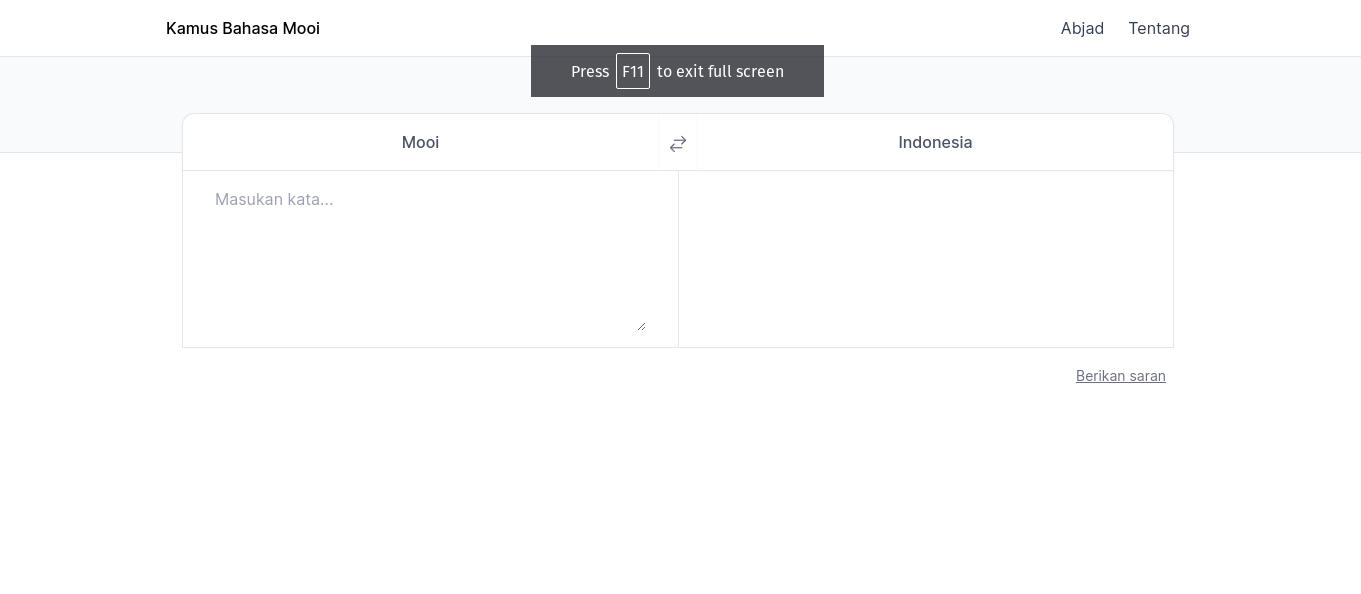 Kamus Bahasa Mooi
Abjad Tentang
Press F11 to exit full screen
Mooi
Indonesia
Masukan kata...
Berikan saran